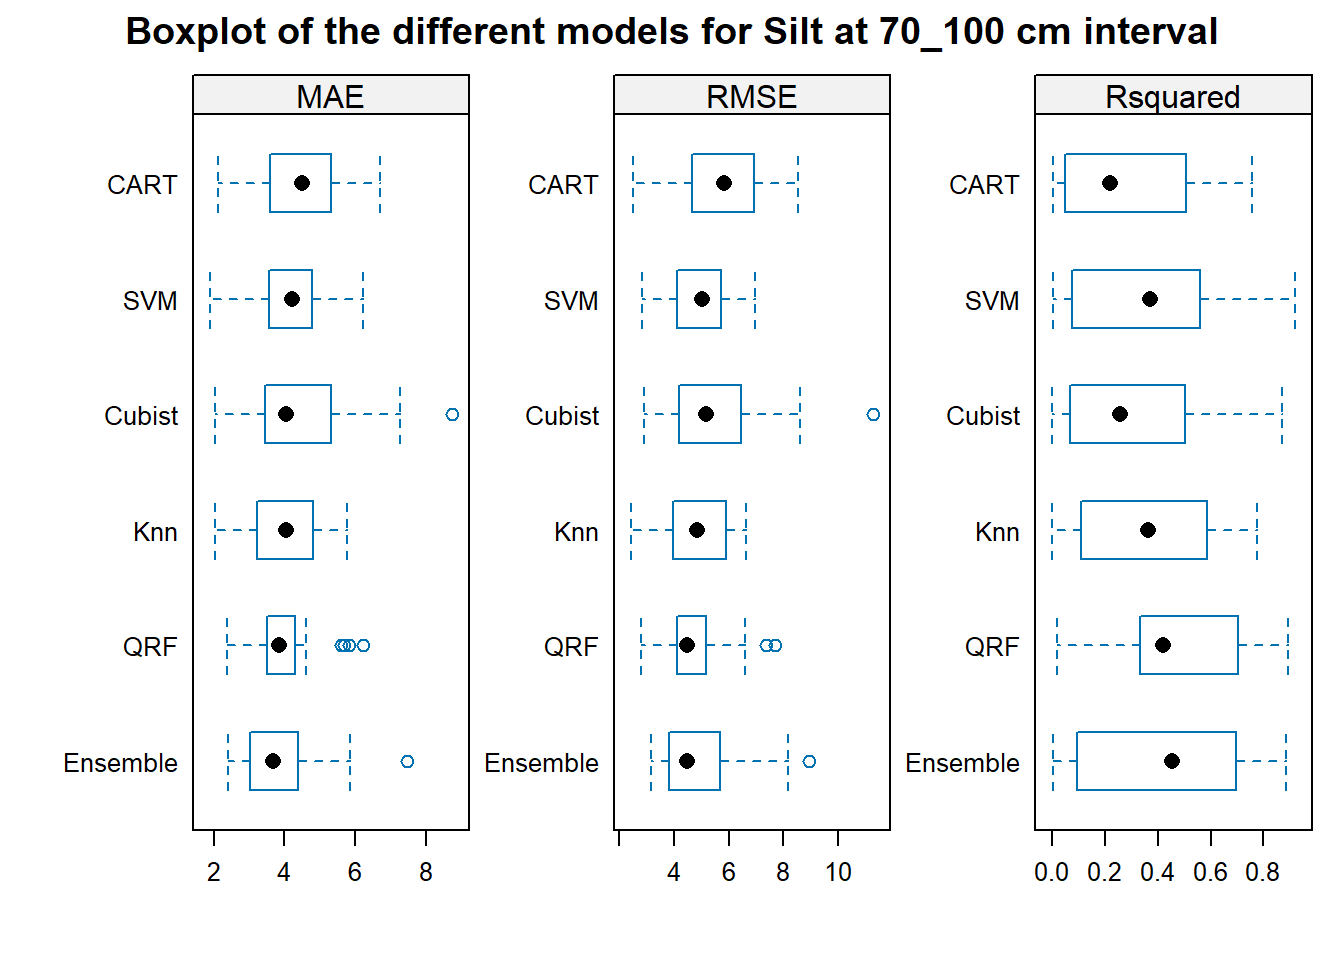 Boxplot of the different models for Silt at 70_100 cm interval
MAE
CART
SVM
Cubist
Knn
QRF
Ensemble
2 4 6 8
RMSE
CART
SVM
Cubist
Knn
QRF
Ensemble
4 6 8 10
Rsquared
CART
SVM
Cubist
Knn
QRF
Ensemble
0.0 0.2 0.4 0.6 0.8